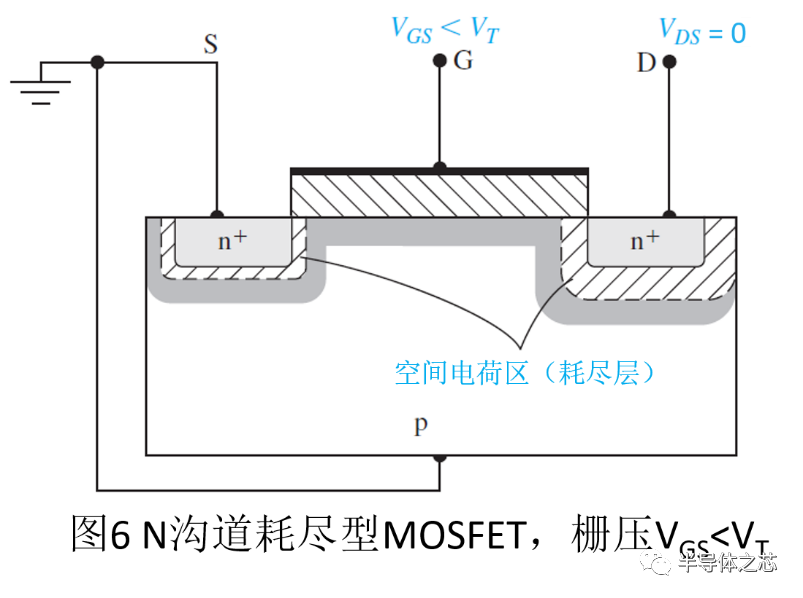 V_GS < V_T
V_DS = 0
S
G
D
n+
n+
空间电荷区（耗尽层）
p
图6 N沟道耗尽型MOSFET，栅压V_GS<V_T
半导体之芯